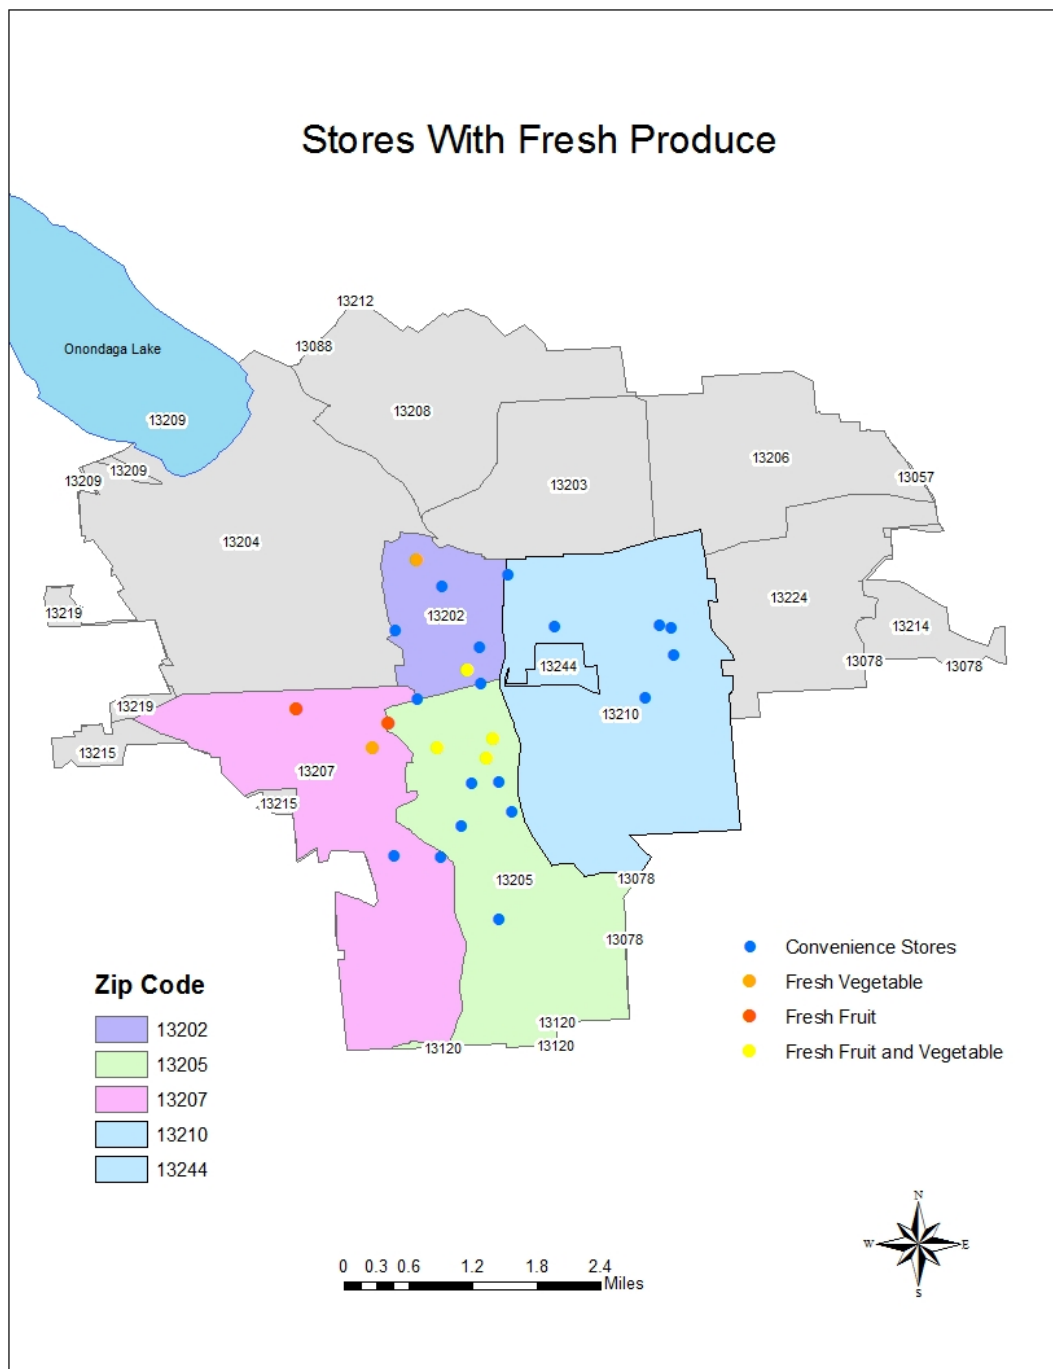 Stores With Fresh Produce
13212
13088
Onondaga Lake
13208
13209
13206
13209
13209
13203
13057
13204
13219
13202
13224
13214
13244
13078
13078
13219
13210
13215
13207
13215
13205
13078
13078
13120
13120
13120
Convenience Stores
Fresh Vegetable
Fresh Fruit
Fresh Fruit and Vegetable
Zip Code
13202
13205
13207
13210
13244
N
W E
S
0 0.3 0.6 1.2 1.8 2.4
Miles